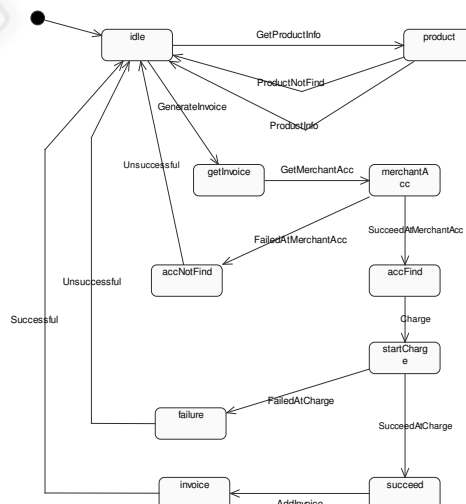 idle
GetProductInfo
product
ProductNotFind
GenerateInvoice
ProductInfo
Unsuccessful
getInvoice
GetMerchantAcc
merchantA
cc
SucceedAtMerchantAcc
FailedAtMerchantAcc
accNotFind
accFind
Unsuccessful
Successful
Charge
startCharg
e
FailedAtCharge
failure
SucceedAtCharge
invoice
succeed
AddInvoice